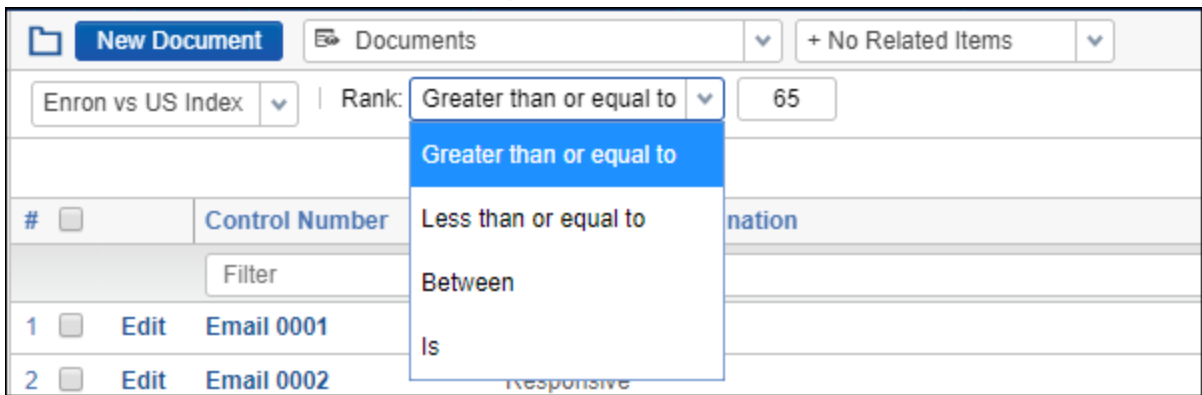 New Document Documents + No Related Items
Enron vs US Index | Rank: Greater than or equal to 65
Greater than or equal to
# Control Number Less than or equal to nation
Filter
Between
1 Edit Email 0001
Is
2 Edit Email 0002 Responsive